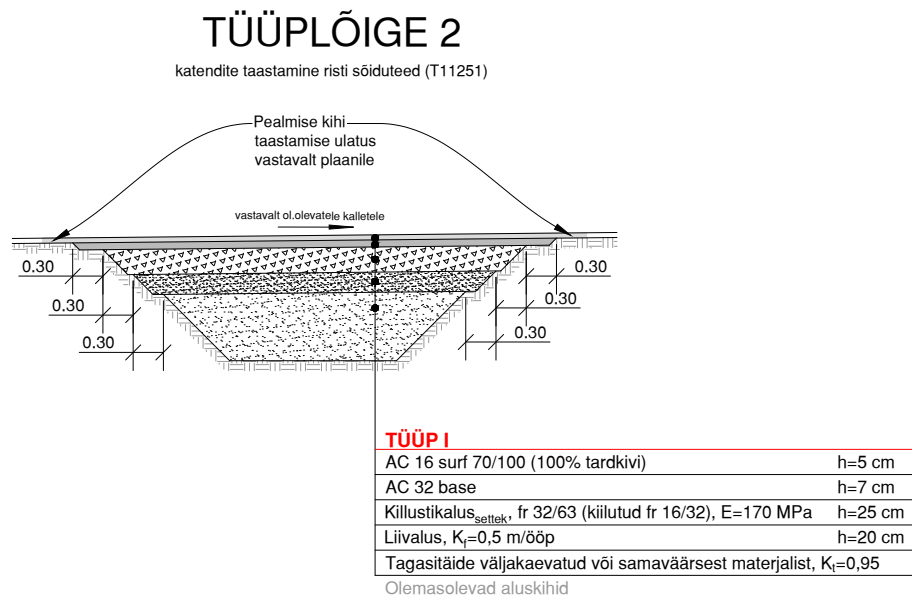 TÜÜPLÕIGE 2
katendite taastamine risti sõiduteed (T11251)
Pealmise kihi
taastamise ulatus
vastavalt plaanile
vastavalt ol.olevatele kalletele
0.30
0.30
0.30
0.30
0.30
0.30
TÜÜP I
AC 16 surf 70/100 (100% tardkivi) h=5 cm
AC 32 base h=7 cm
Killustikalus settek, fr 32/63 (kiilutud fr 16/32), E=170 MPa h=25 cm
Liivalus, Kf=0,5 m/ööp h=20 cm
Tagasitäide väljakaevatud või samaväärsest materjalist, Kt=0,95
Olemasolevad aluskihid